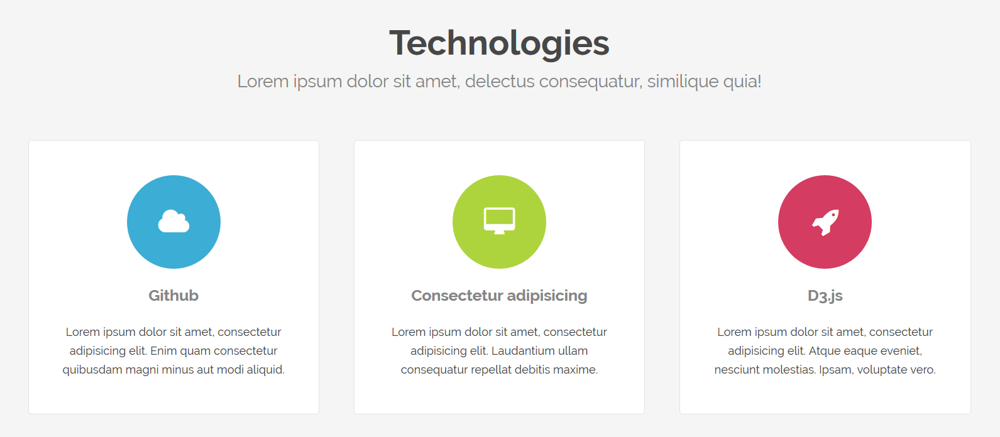 Technologies
Lorem ipsum dolor sit amet, delectus consequatur, similique quia!
Github
Lorem ipsum dolor sit amet, consectetur
adipisicing elit. Enim quam consectetur
quibusdam magni minus aut modi aliquid.
Consectetur adipisicing
Lorem ipsum dolor sit amet, consectetur
adipisicing elit. Laudantium ullam
consequatur repellat debitis maxime.
D3.js
Lorem ipsum dolor sit amet, consectetur
adipisicing elit. Atque eaque eveniet,
nesciunt molestias. Ipsam, voluptate vero.